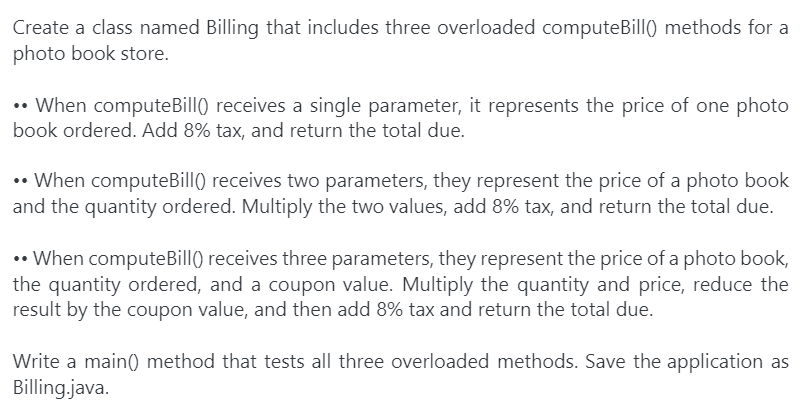 Create a class named Billing that includes three overloaded computeBill() methods for a
photo book store.
•• When computeBill() receives a single parameter, it represents the price of one photo
book ordered. Add 8% tax, and return the total due.
•• When computeBill() receives two parameters, they represent the price of a photo book
and the quantity ordered. Multiply the two values, add 8% tax, and return the total due.
•• When computeBill() receives three parameters, they represent the price of a photo book,
the quantity ordered, and a coupon value. Multiply the quantity and price, reduce the
result by the coupon value, and then add 8% tax and return the total due.
Write a main() method that tests all three overloaded methods. Save the application as
Billing.java.